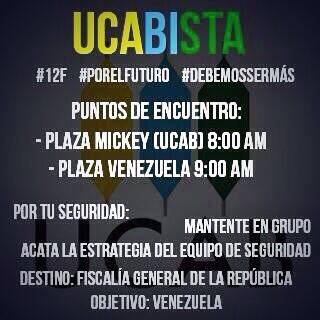 UCABISTA
#12F #PORELFUTURO #DEBEMOSSERMÁS
PUNTOS DE ENCUENTRO:
- PLAZA MICKEY (UCAB) 8:00 AM
- PLAZA VENEZUELA 9:00 AM
POR TU SEGURIDAD:
MANTENTE EN GRUPO
ACATA LA ESTRATEGIA DEL EQUIPO DE SEGURIDAD
DESTINO: FISCALÍA GENERAL DE LA REPÚBLICA
OBJETIVO: VENEZUELA
UCAB